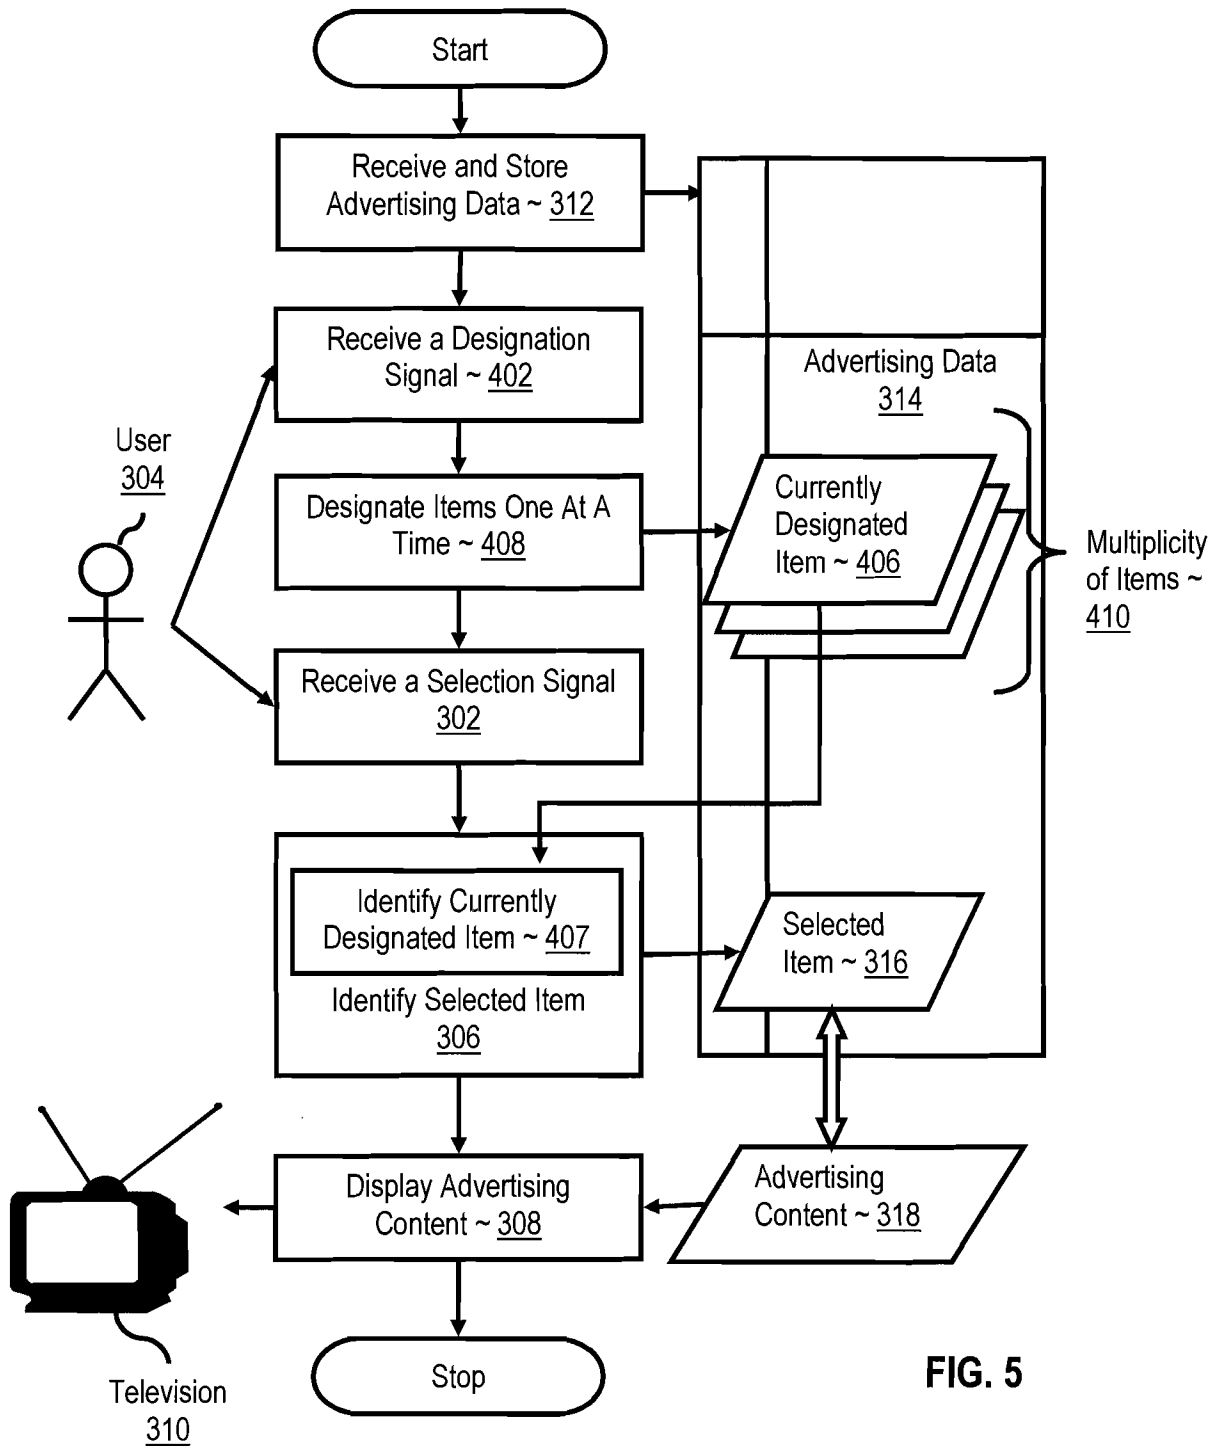 Start
Receive and Store
Advertising Data ~ 312
Receive a Designation
Signal ~ 402
Advertising Data
314
User
304
Designate Items One At A
Time ~ 408
Currently
Designated
Item ~ 406
Multiplicity
of Items ~
410
Receive a Selection Signal
302
Identify Currently
Designated Item ~ 407
Identify Selected Item
306
Selected
Item ~ 316
Display Advertising
Content ~ 308
Advertising
Content ~ 318
Stop
Television
310
FIG. 5